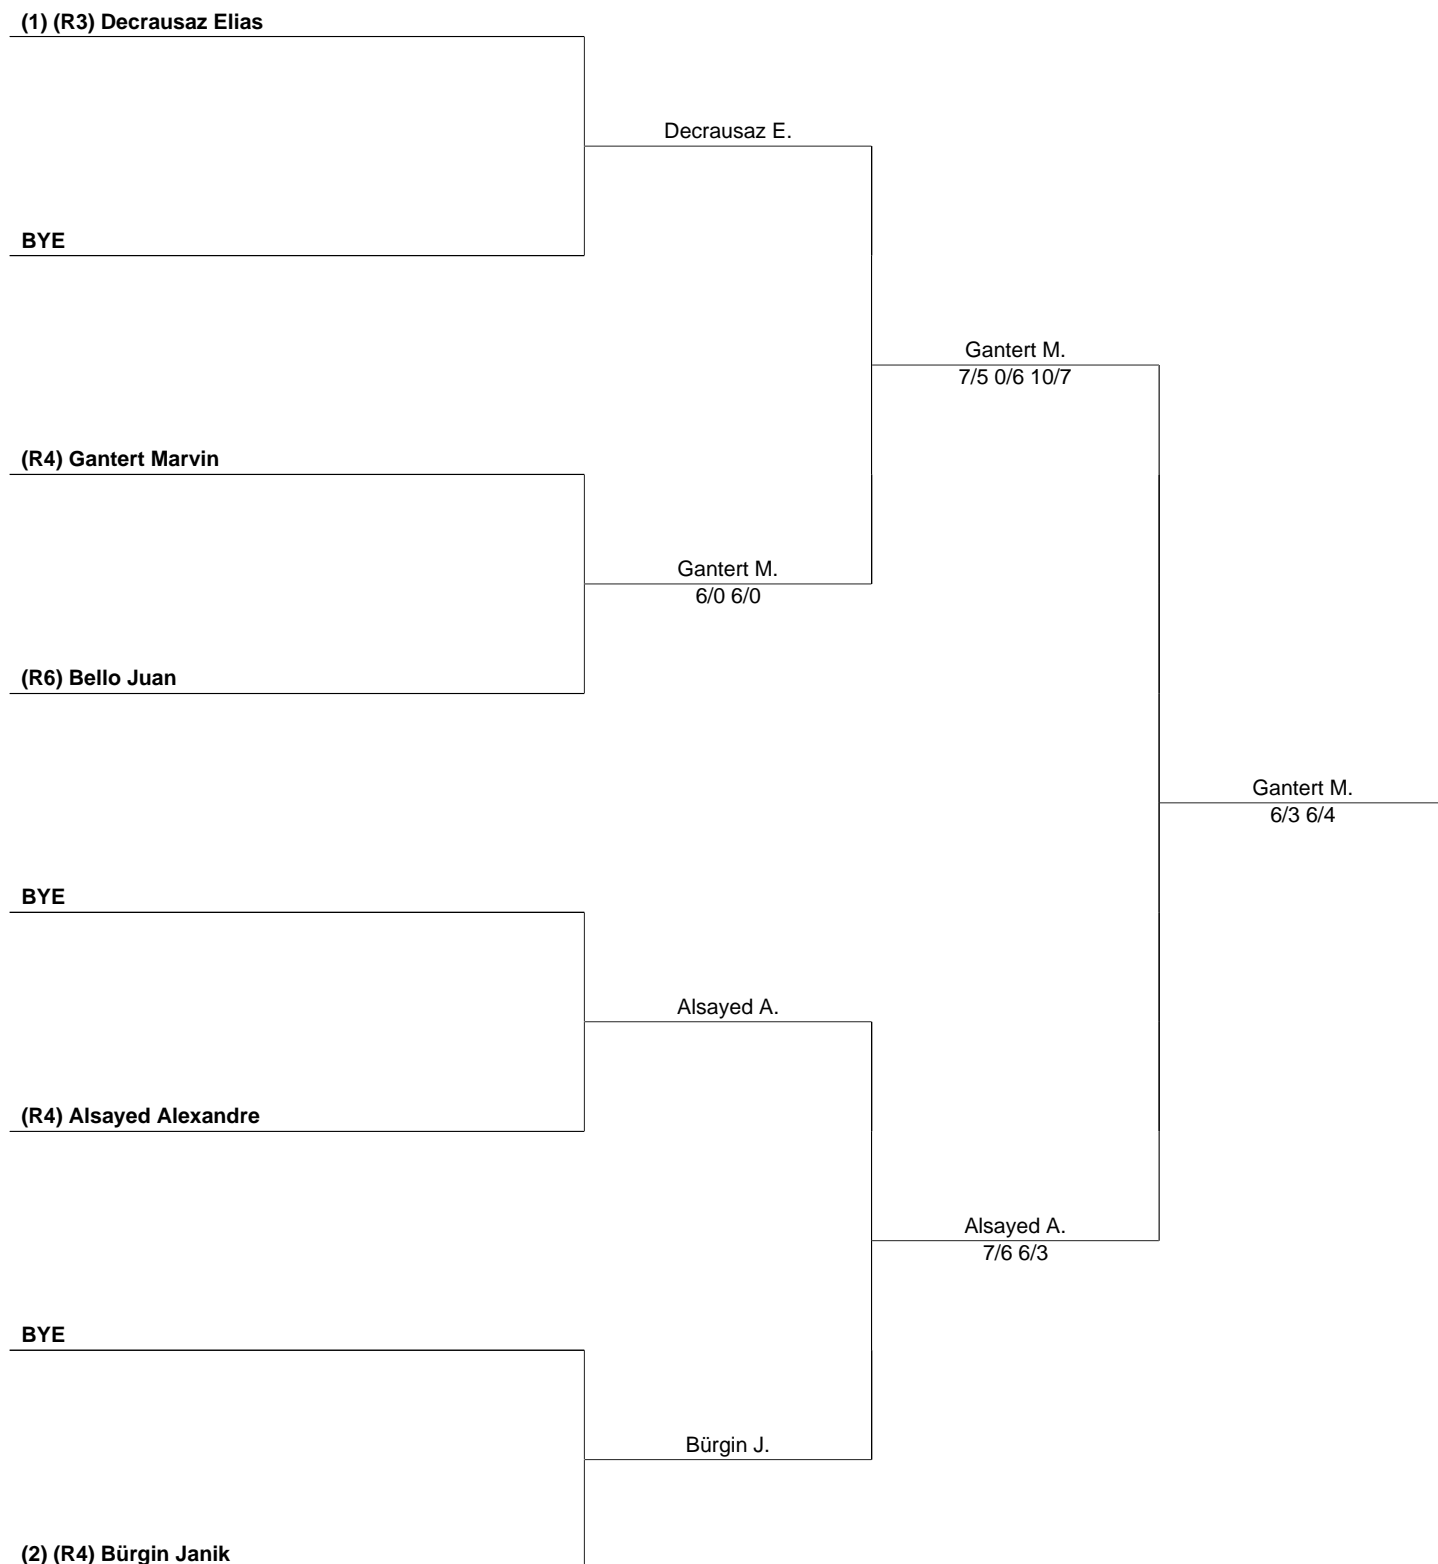 (1) (R3) Decrausaz Elias
Decrausaz E.
BYE
Gantert M.
7/5 0/6 10/7
(R4) Gantert Marvin
Gantert M.
6/0 6/0
(R6) Bello Juan
Gantert M.
6/3 6/4
BYE
Alsayed A.
(R4) Alsayed Alexandre
Alsayed A.
7/6 6/3
BYE
Bürgin J.
(2) (R4) Bürgin Janik